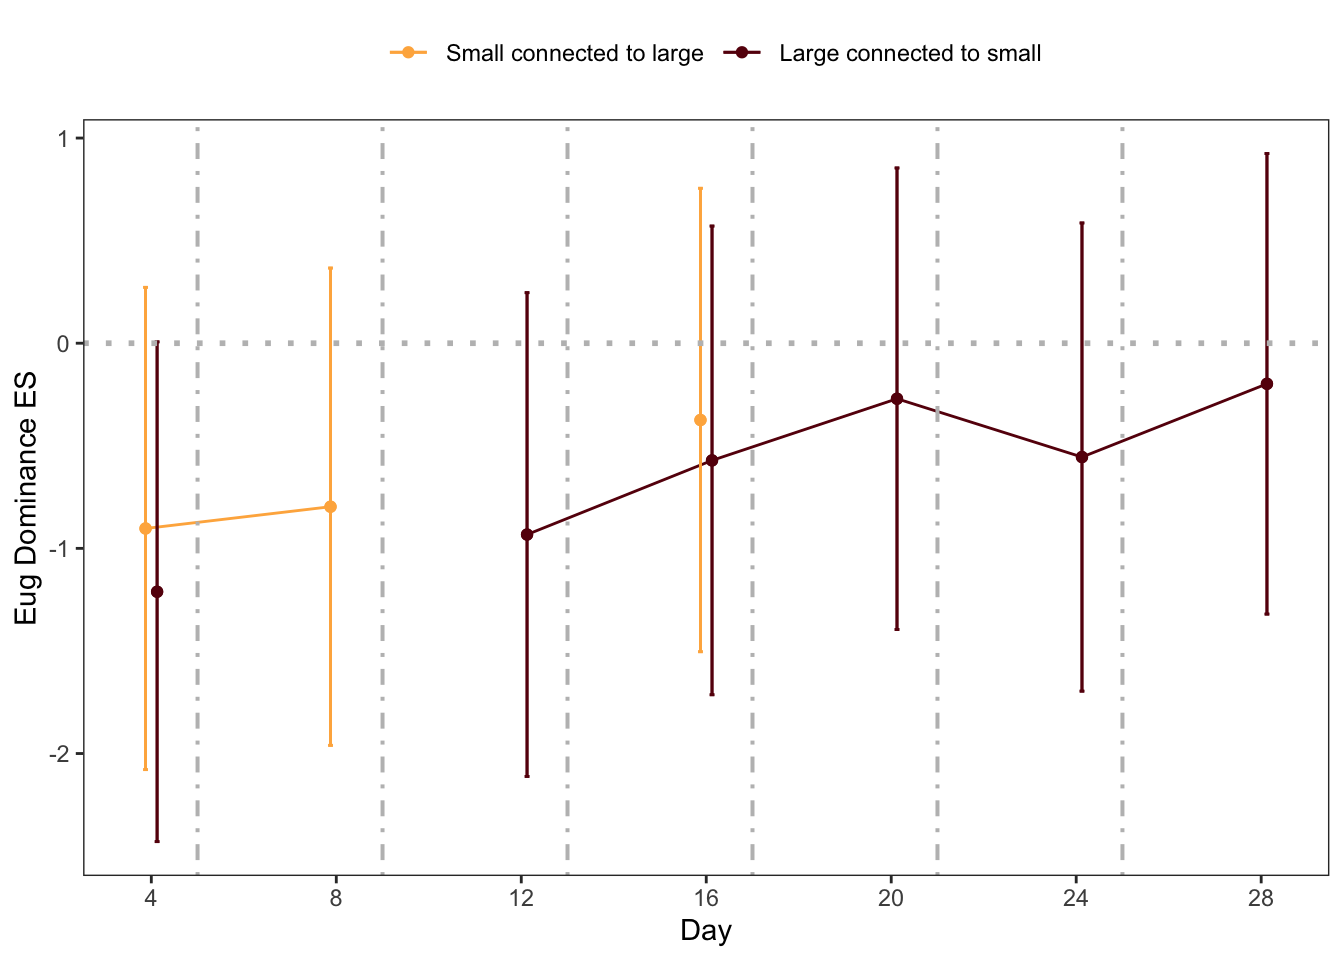 Small connected to large Large connected to small
1
0
-1
-2
Eug Dominance ES
4 8 12 16 20 24 28
Day